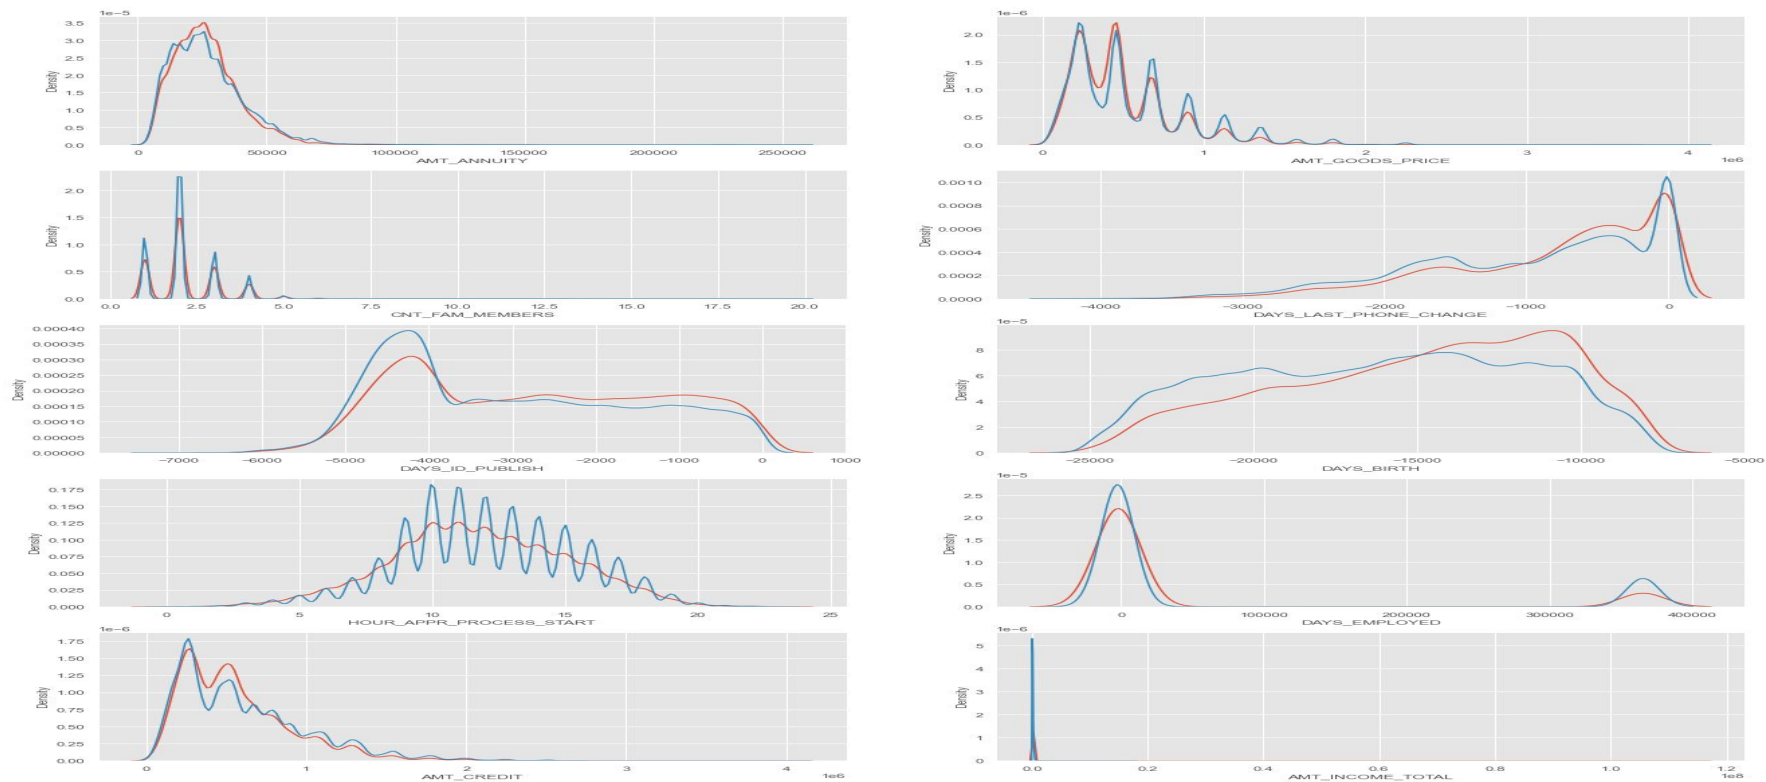 1e−5
3.5
3.0
2.5
2.0
1.5
1.0
0.5
0.0
Density
0 50000 100000 150000 200000 250000
AMT_ANNUITY
1e−6
2.0
1.5
1.0
0.5
0.0
Density
0 1 2 3 4
1e6
AMT_GOODS_PRICE
2.0
1.5
1.0
0.5
0.0
Density
0.0 2.5 5.0 7.5 10.0 12.5 15.0 17.5 20.0
CNT_FAM_MEMBERS
0.0010
0.0008
0.0006
0.0004
0.0002
0.0000
Density
−4000 −3000 −2000 −1000 0
DAYS_LAST_PHONE_CHANGE
0.00040
0.00035
0.00030
0.00025
0.00020
0.00015
0.00010
0.00005
0.00000
Density
−7000 −6000 −5000 −4000 −3000 −2000 −1000 0 1000
DAYS_ID_PUBLISH
1e−5
8
6
4
2
0
Density
−25000 −20000 −15000 −10000 −5000
DAYS_BIRTH
0.175
0.150
0.125
0.100
0.075
0.050
0.025
0.000
Density
0 5 10 15 20 25
HOUR_APPR_PROCESS_START
1e−5
2.5
2.0
1.5
1.0
0.5
0.0
Density
0 100000 200000 300000 400000
DAYS_EMPLOYED
1e−6
1.75
1.50
1.25
1.00
0.75
0.50
0.25
0.00
Density
0 1 2 3 4
1e6
AMT_CREDIT
1e−6
5
4
3
2
1
0
Density
0.0 0.2 0.4 0.6 0.8 1.0 1.2
1e8
AMT_INCOME_TOTAL